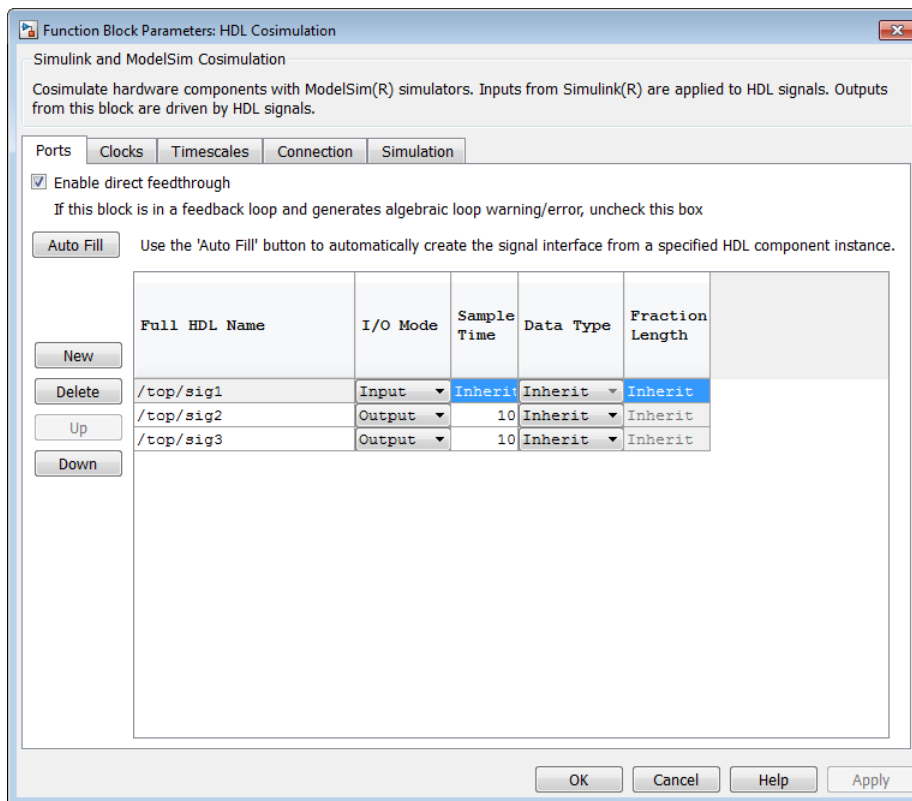 Function Block Parameters: HDL Cosimulation
Simulink and ModelSim Cosimulation
Cosimulate hardware components with ModelSim(R) simulators. Inputs from Simulink(R) are applied to HDL signals. Outputs
from this block are driven by HDL signals.
Ports Clocks Timescales Connection Simulation
Enable direct feedthrough
If this block is in a feedback loop and generates algebraic loop warning/error, uncheck this box
Auto Fill Use the 'Auto Fill' button to automatically create the signal interface from a specified HDL component instance.
Full HDL Name I/O Mode Sample Time Data Type Fraction Length
New
Delete /top/sig1 Input Inherit Inherit Inherit
Up /top/sig2 Output 10 Inherit Inherit
/top/sig3 Output 10 Inherit Inherit
Down
OK Cancel Help Apply